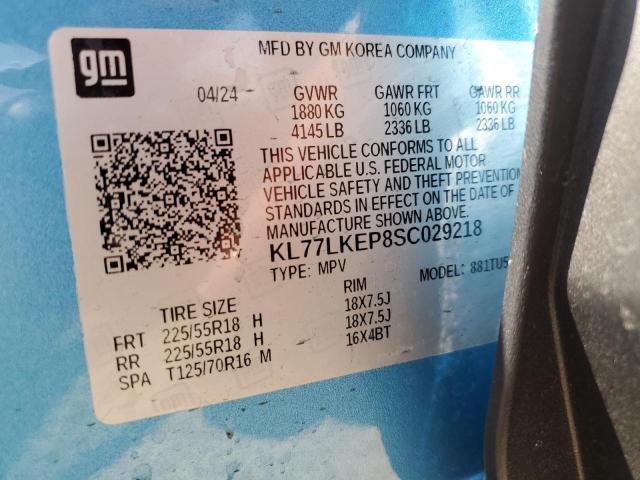 gm
MFD BY GM KOREA COMPANY
04/24 GVWR GAWR FRT GAWR RR
1880 KG 1060 KG 1060 KG
4145 LB 2336 LB 2336 LB
THIS VEHICLE CONFORMS TO ALL
APPLICABLE U.S. FEDERAL MOTOR
VEHICLE SAFETY AND THEFT PREVENTION
STANDARDS IN EFFECT ON THE DATE OF
MANUFACTURE SHOWN ABOVE.
KL77LKEP8SC029218
TYPE: MPV MODEL: 881TU5
TIRE SIZE RIM
FRT 225/55R18 H 18X7.5J
RR 225/55R18 H 18X7.5J
SPA T125/70R16 M 16X4BT